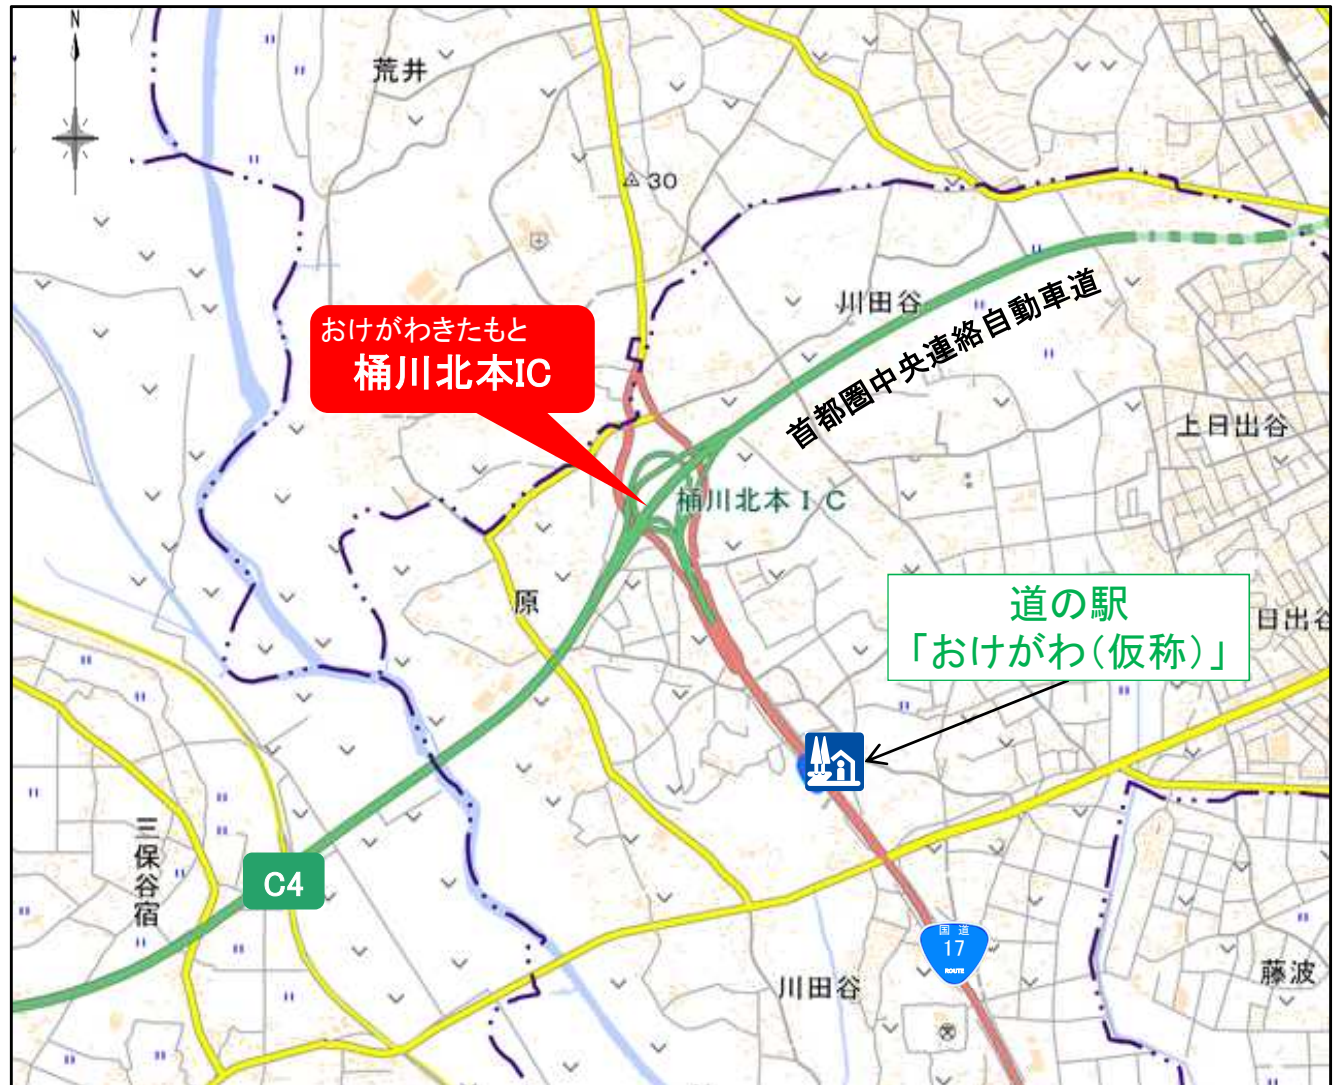 N
荒井
30
川田谷
首都圏中央連絡自動車道
おけがわきたもと
桶川北本IC
上日出谷
桶川北本IC
原
道の駅
「おけがわ(仮称)」
日出谷
三保谷宿
C4
国道
17
ROUTE
川田谷
藤波